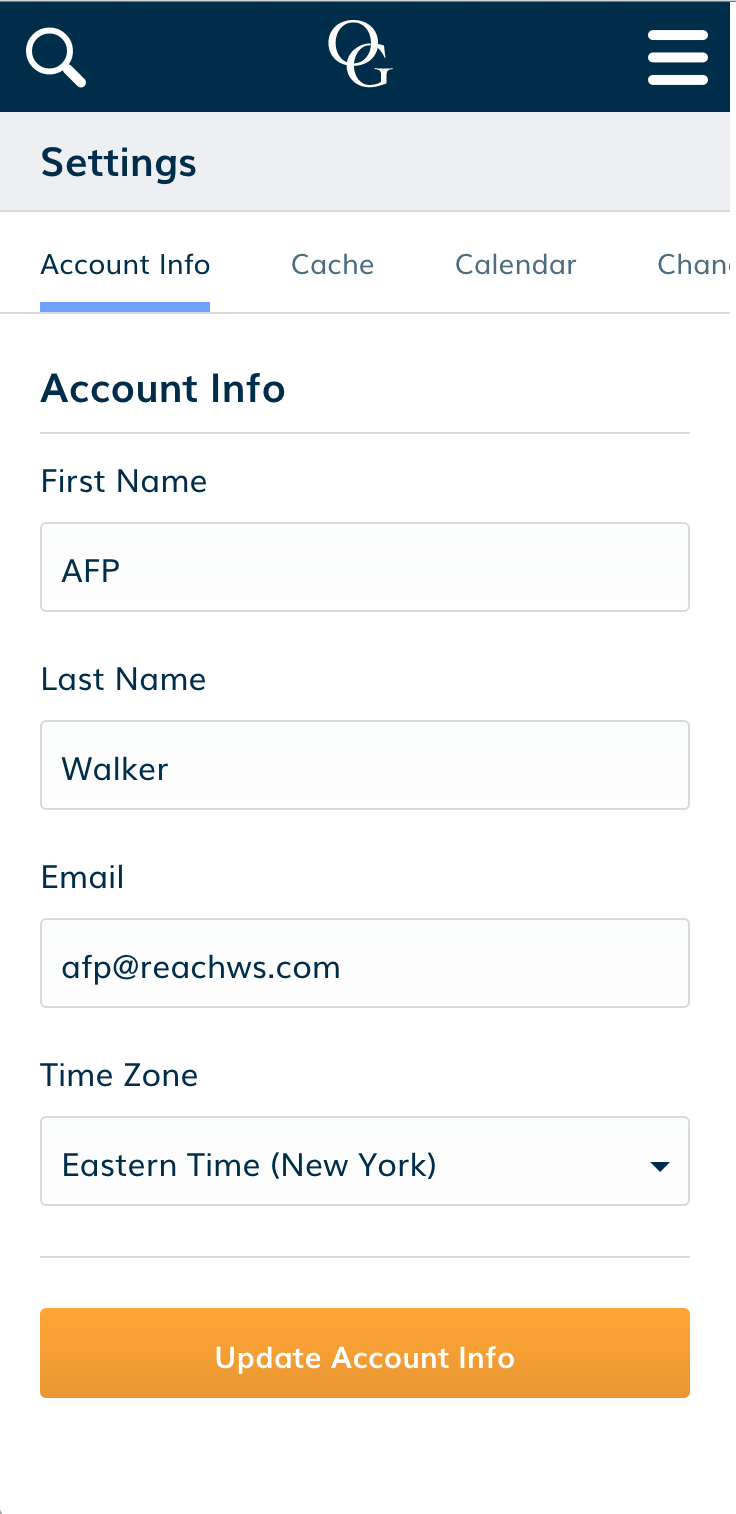 OG
Settings
Account Info Cache Calendar Chan
Account Info
First Name
AFP
Last Name
Walker
Email
afp@reachws.com
Time Zone
Eastern Time (New York)
Update Account Info